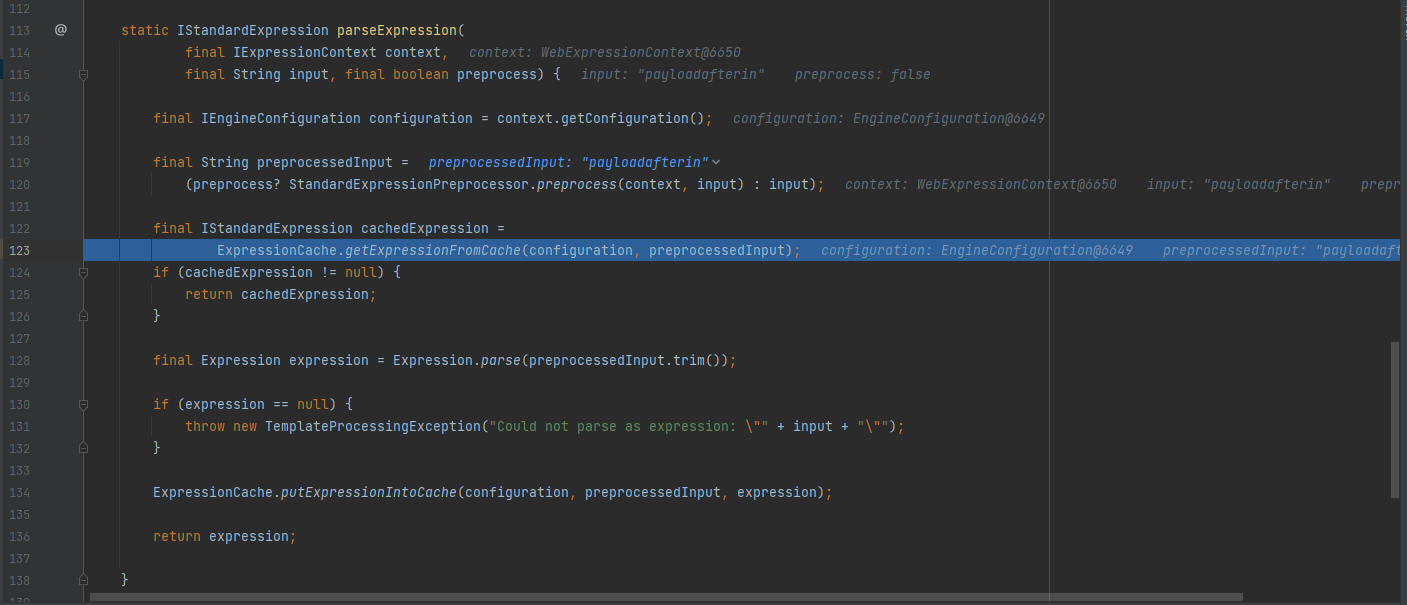 112
113 @ static IStandardExpression parseExpression(
114 final IExpressionContext context, context: WebExpressionContext@6650
115 final String input, final boolean preprocess) { input: "payloadafterin" preprocess: false
116
117 final IEngineConfiguration configuration = context.getConfiguration(); configuration: EngineConfiguration@6649
118
119 final String preprocessedInput = preprocessedInput: "payloadafterin"
120 (preprocess? StandardExpressionPreprocessor.preprocess(context, input) : input); context: WebExpressionContext@6650 input: "payloadafterin" prepr
121
122 final IStandardExpression cachedExpression =
123 ExpressionCache.getExpressionFromCache(configuration, preprocessedInput); configuration: EngineConfiguration@6649 preprocessedInput: "payloadaft
124 if (cachedExpression != null) {
125 return cachedExpression;
126 }
127
128 final Expression expression = Expression.parse(preprocessedInput.trim());
129
130 if (expression == null) {
131 throw new TemplateProcessingException("Could not parse as expression: \"" + input + "\"");
132 }
133
134 ExpressionCache.putExpressionIntoCache(configuration, preprocessedInput, expression);
135
136 return expression;
137
138 }
139